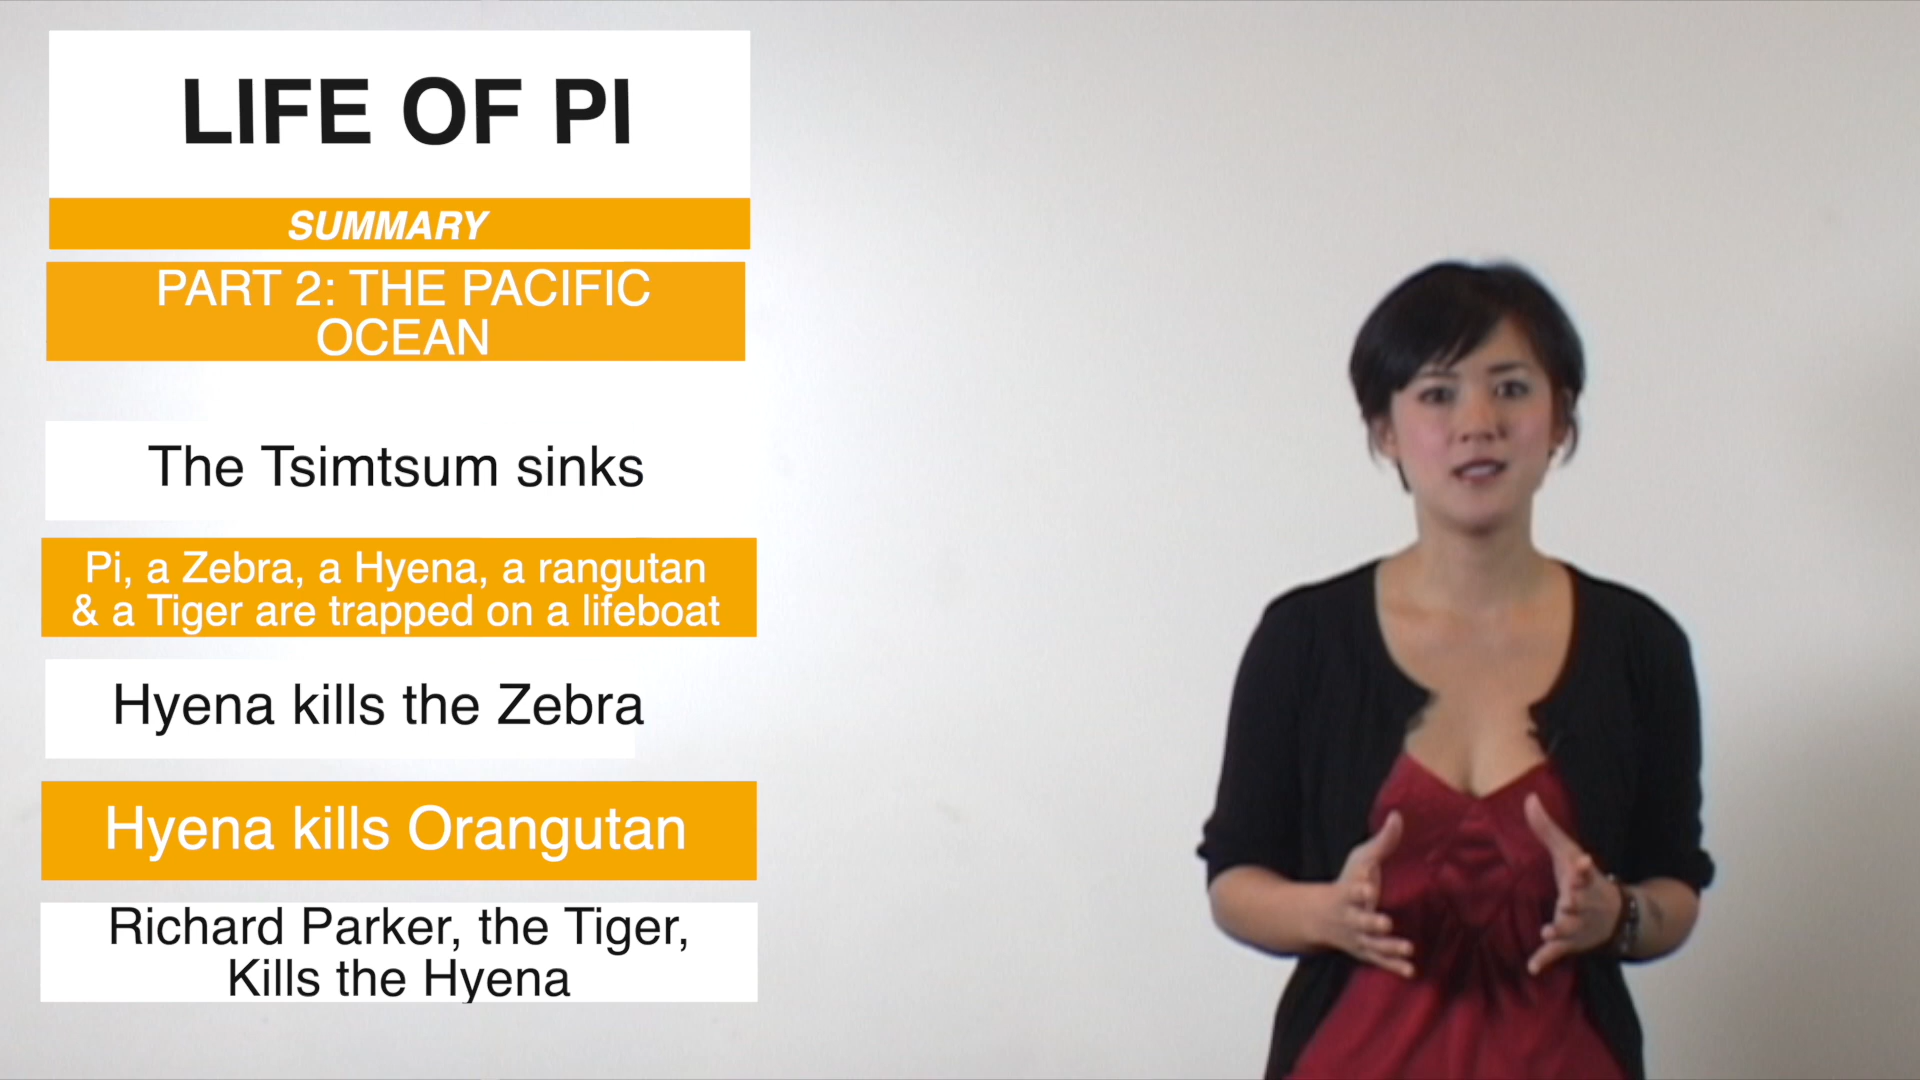 LIFE OF PI
SUMMARY
PART 2: THE PACIFIC
OCEAN
The Tsimtsum sinks
Pi, a Zebra, a Hyena, a rangutan
& a Tiger are trapped on a lifeboat
Hyena kills the Zebra
Hyena kills Orangutan
Richard Parker, the Tiger,
Kills the Hyena